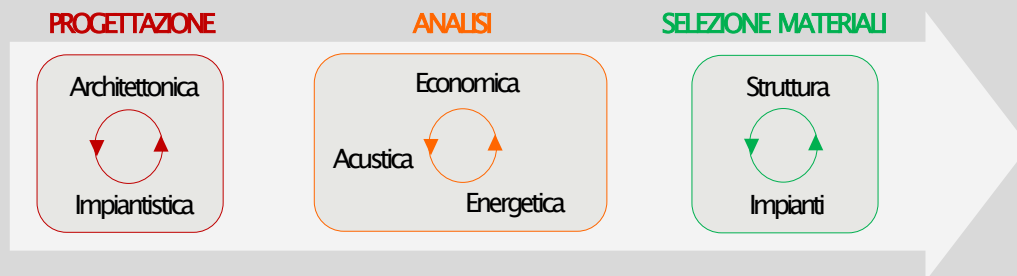 PROGETTAZIONE
Architettonica
Impiantistica
ANALISI
Economica
Acustica
Energetica
SELEZIONE MATERIALI
Struttura
Impianti